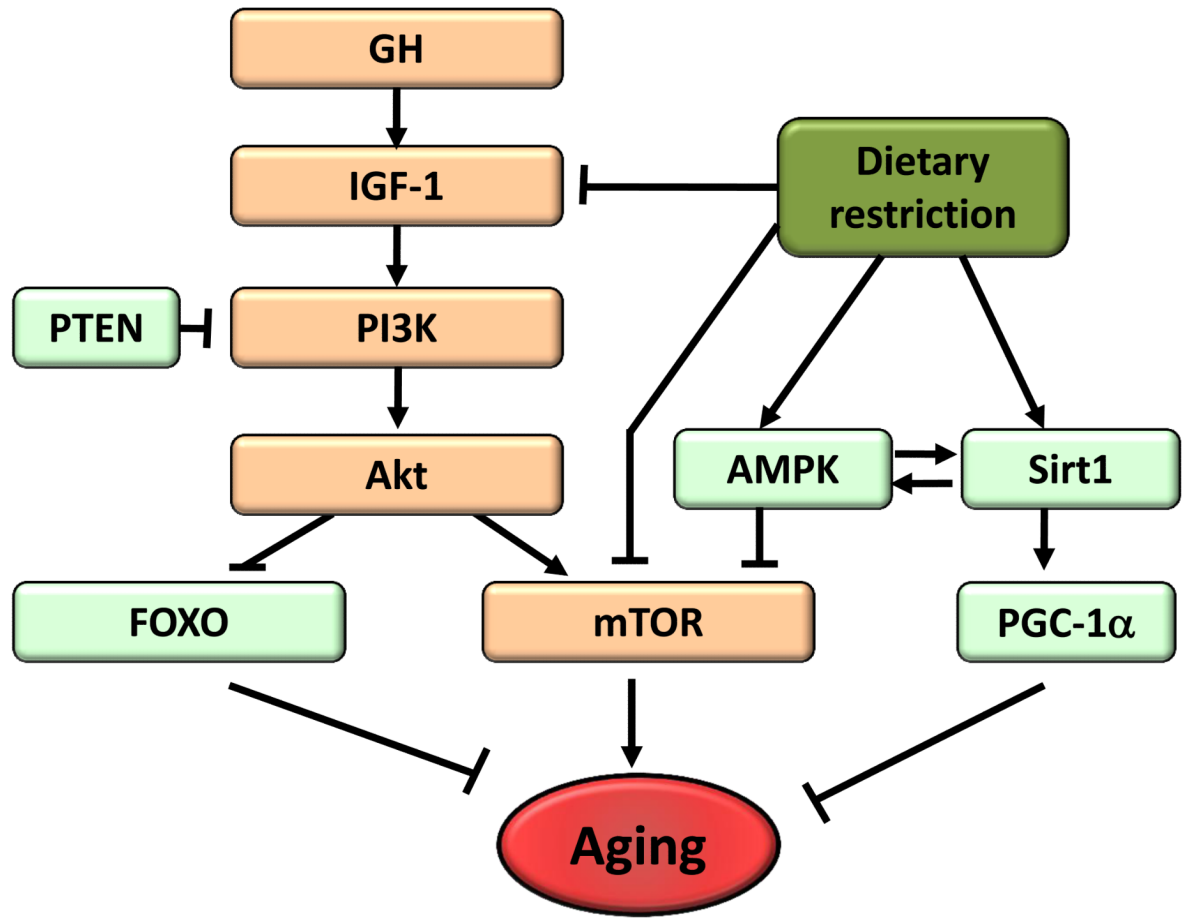 GH
IGF-1
Dietary
restriction
PTEN
PI3K
Akt
AMPK
Sirt1
FOXO
mTOR
PGC-1α
Aging